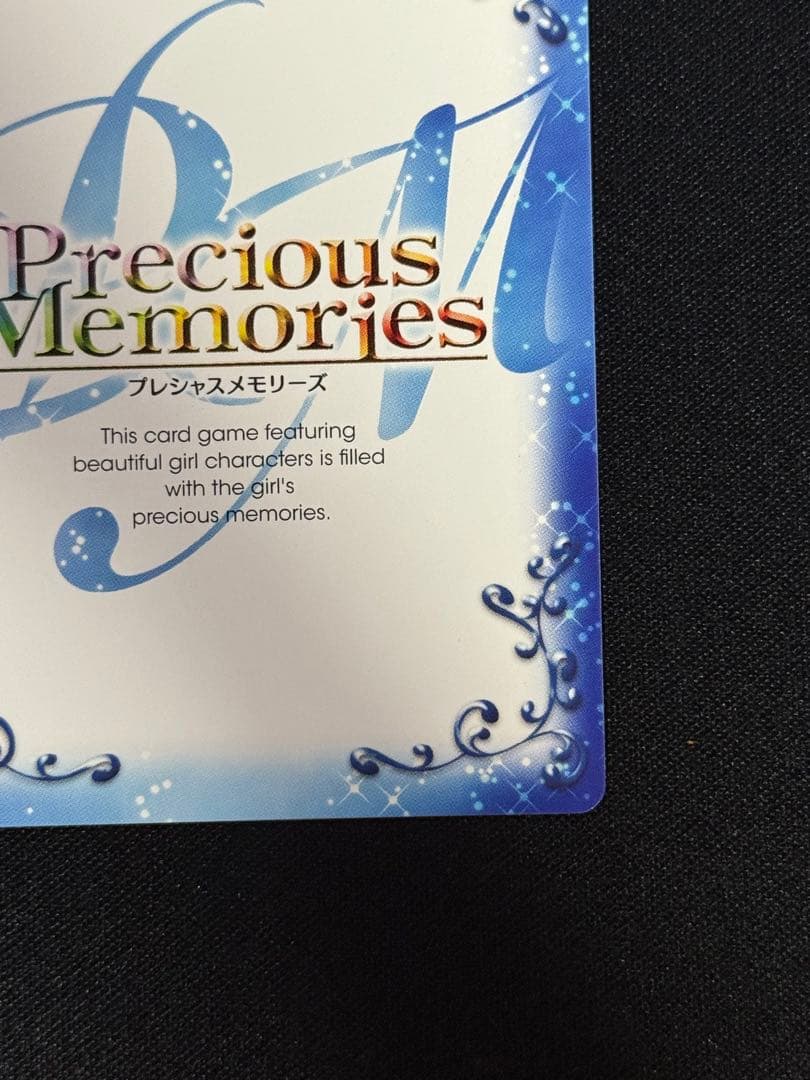 Precious
Memories
プレシャスメモリーズ
This card game featuring
beautiful girl characters is filled
with the girl's
precious memories.